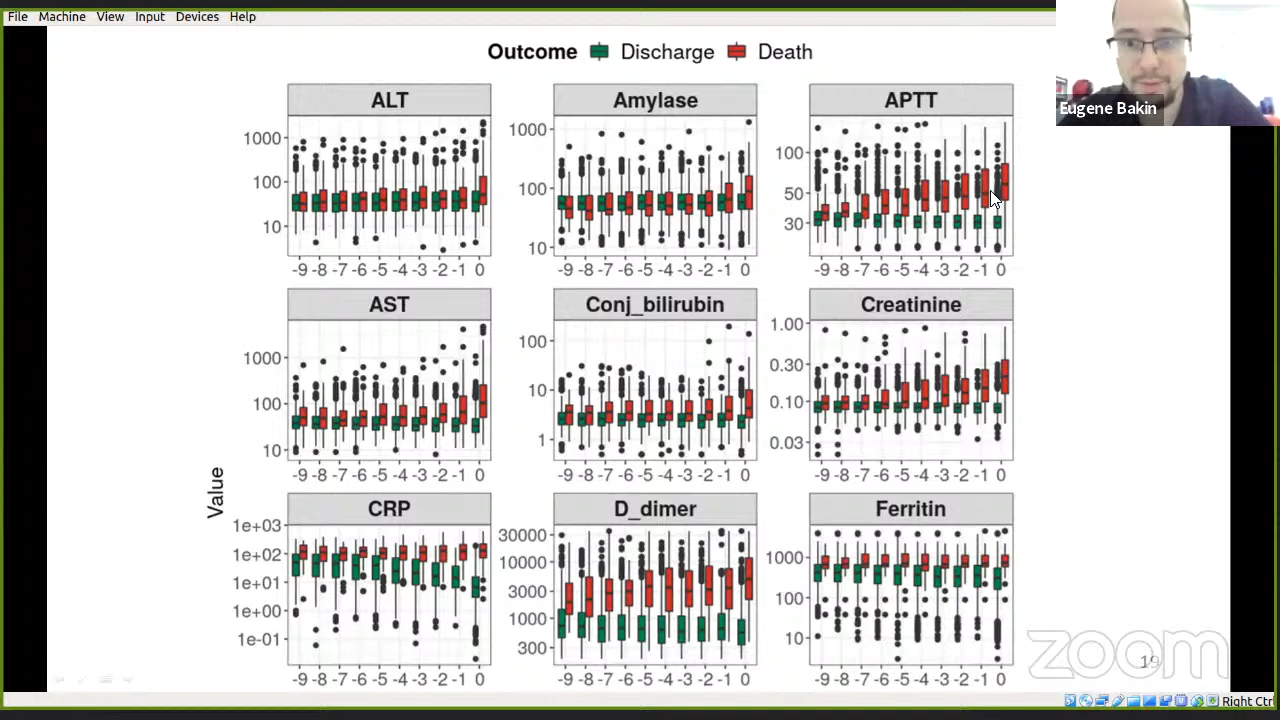 File Machine View Input Devices Help
Eugene Bakin
Outcome Discharge Death
ALT Amylase APTT
1000
100
10
1000
100
10
100
50
30
-9 -8 -7 -6 -5 -4 -3 -2 -1 0
-9 -8 -7 -6 -5 -4 -3 -2 -1 0
-9 -8 -7 -6 -5 -4 -3 -2 -1 0
AST Conj_bilirubin Creatinine
1000
100
10
100
10
1
1.00
0.30
0.10
0.03
-9 -8 -7 -6 -5 -4 -3 -2 -1 0
-9 -8 -7 -6 -5 -4 -3 -2 -1 0
-9 -8 -7 -6 -5 -4 -3 -2 -1 0
Value
CRP D_dimer Ferritin
1e+03
1e+02
1e+01
1e+00
1e-01
30000
10000
3000
1000
300
1000
100
10
-9 -8 -7 -6 -5 -4 -3 -2 -1 0
-9 -8 -7 -6 -5 -4 -3 -2 -1 0
-9 -8 -7 -6 -5 -4 -3 -2 -1 0
zoom
19
Right Ctrl